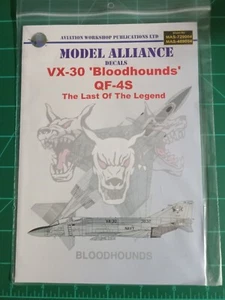 AVIATION WORKSHOP PUBLICATIONS LTD
MODEL ALLIANCE
DECALS
VX-30 'Bloodhounds'
QF-4S
The Last Of The Legend
BLOODHOUNDS